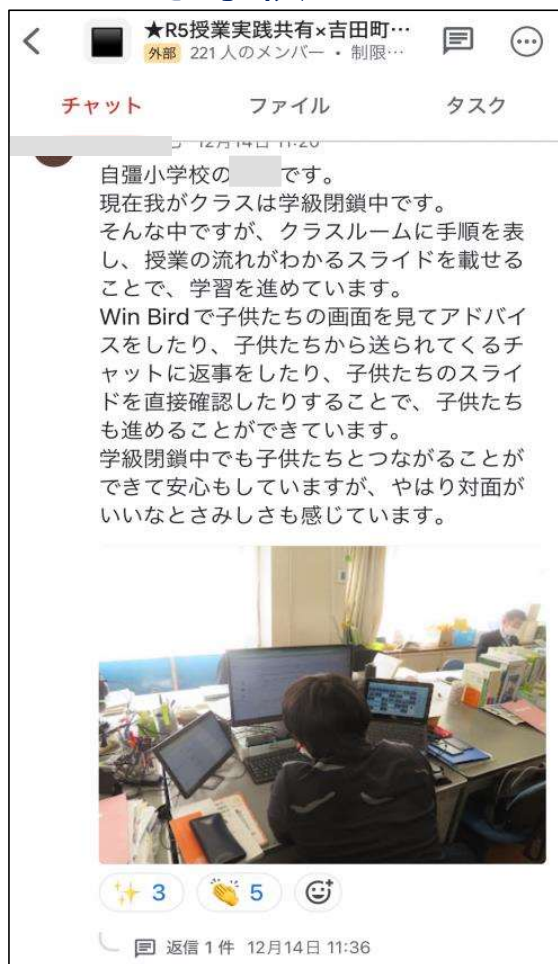 ★R5授業実践共有×吉田町…
外部 221 人のメンバー • 制限…
チャット ファイル タスク
12月14日 11:26
自彊小学校の です。
現在我がクラスは学級閉鎖中です。
そんな中ですが、クラスルームに手順を表
し、授業の流れがわかるスライドを載せる
ことで、学習を進めています。
Win Bird で子供たちの画面を見てアドバイ
スをしたり、子供たちから送られてくるチ
ャットに返事をしたり、子供たちのスライ
ドを直接確認したりすることで、子供たち
も進めることができています。
学級閉鎖中でも子供たちとつながることが
できて安心もしていますが、やはり対面が
いいなとさみしさも感じています。
3 5
返信 1 件 12月14日 11:36